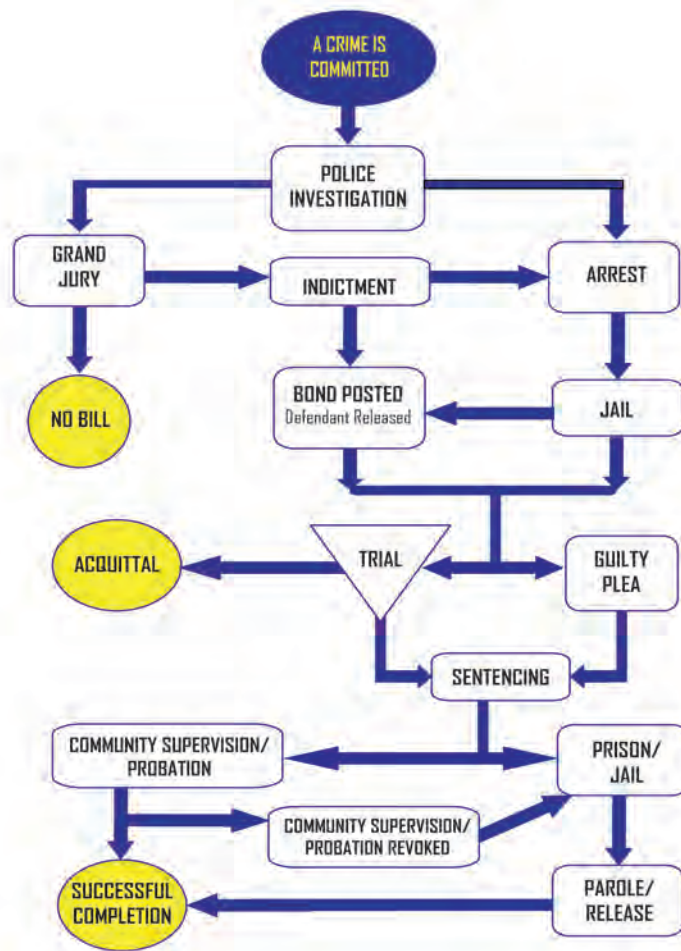 A CRIME IS
COMMITTED
POLICE
INVESTIGATION
GRAND
JURY
INDICTMENT
ARREST
NO BILL
BOND POSTED
Defendant Released
JAIL
ACQUITTAL
TRIAL
GUILTY
PLEA
SENTENCING
COMMUNITY SUPERVISION/
PROBATION
PRISON/
JAIL
COMMUNITY SUPERVISION/
PROBATION REVOKED
SUCCESSFUL
COMPLETION
PAROLE/
RELEASE